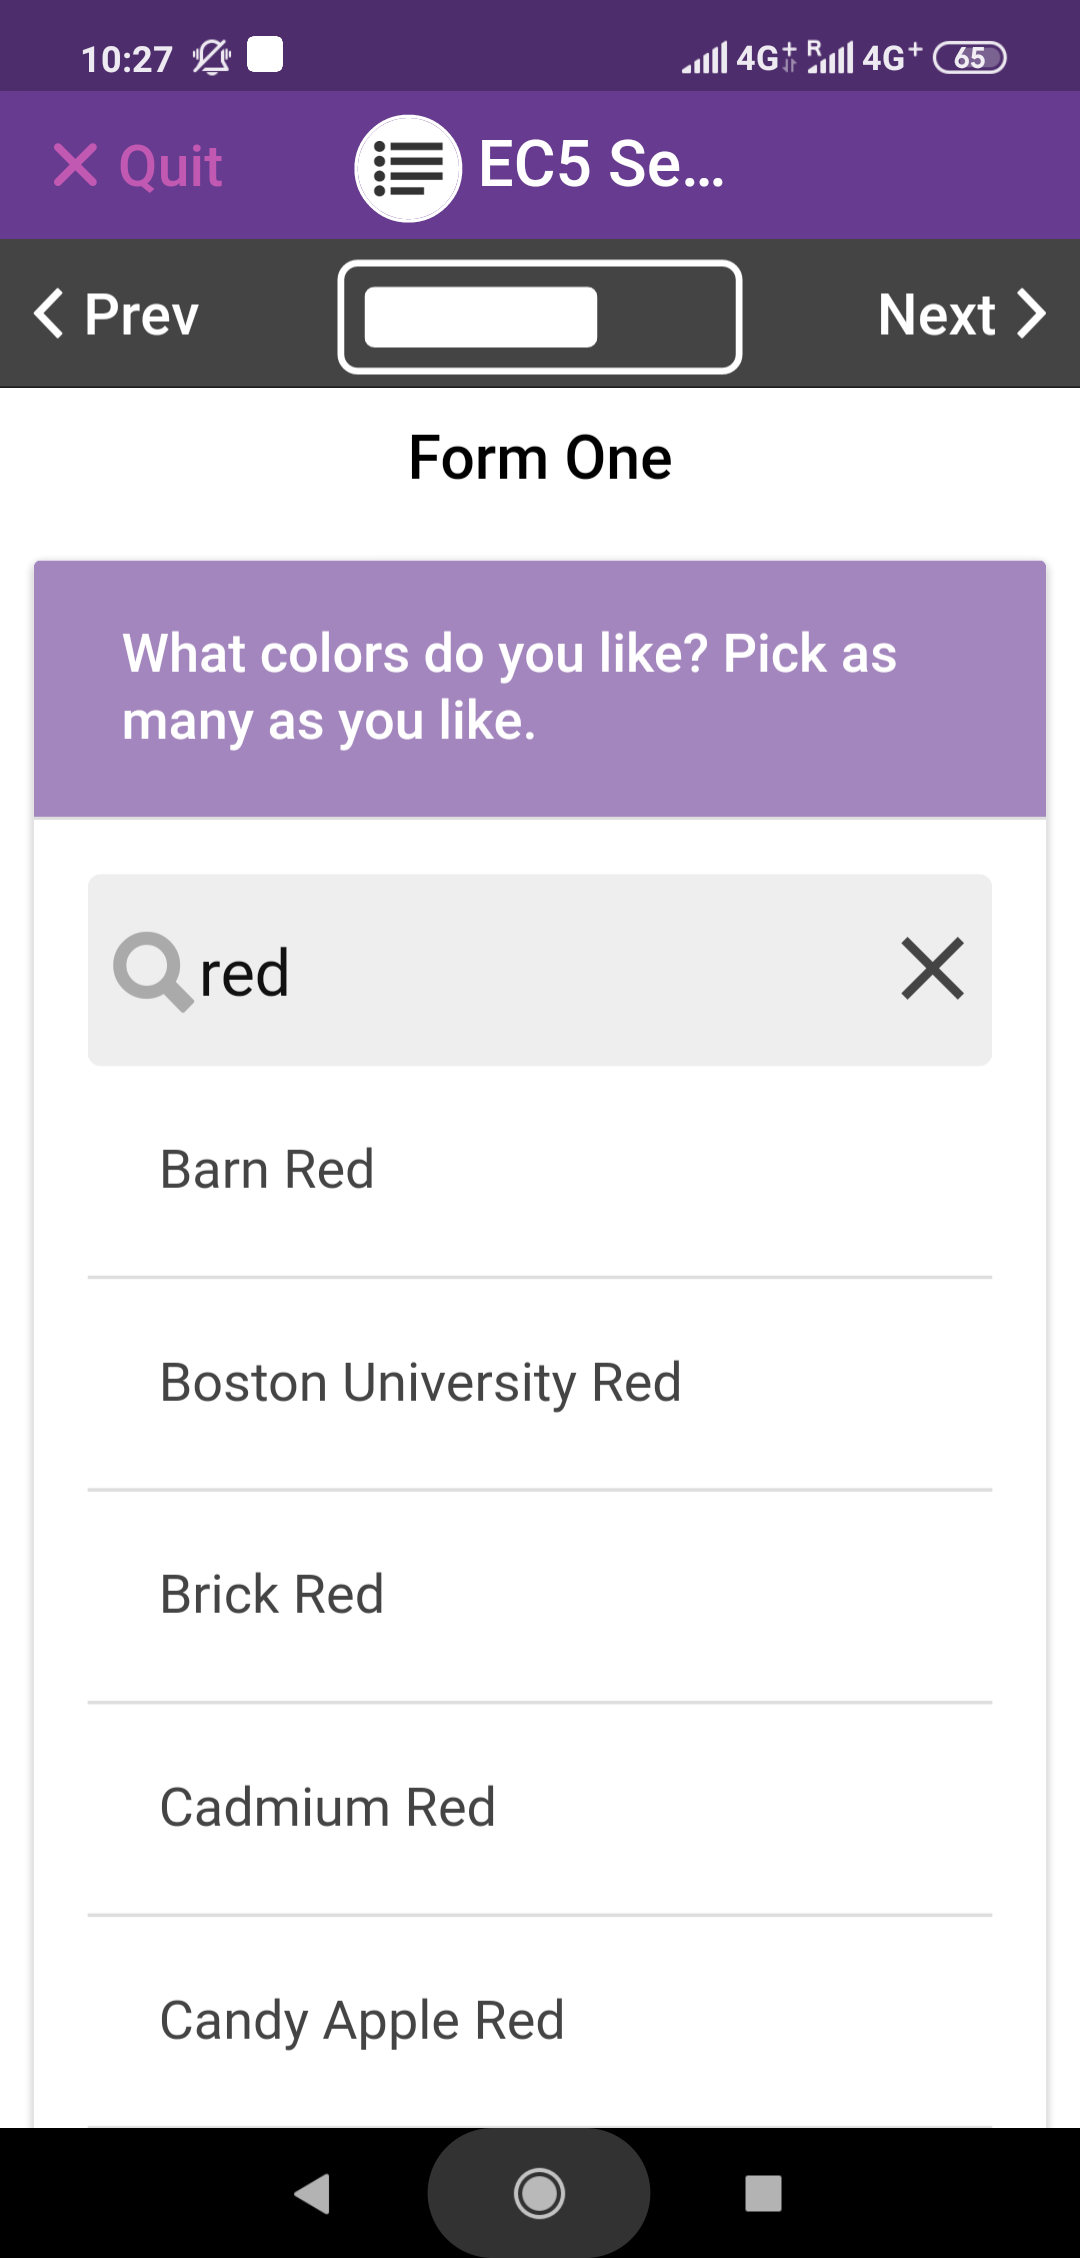 10:27 4G+ R 4G+ 65
Quit EC5 Se...
Prev Next
Form One
What colors do you like? Pick as
many as you like.
red
Barn Red
Boston University Red
Brick Red
Cadmium Red
Candy Apple Red